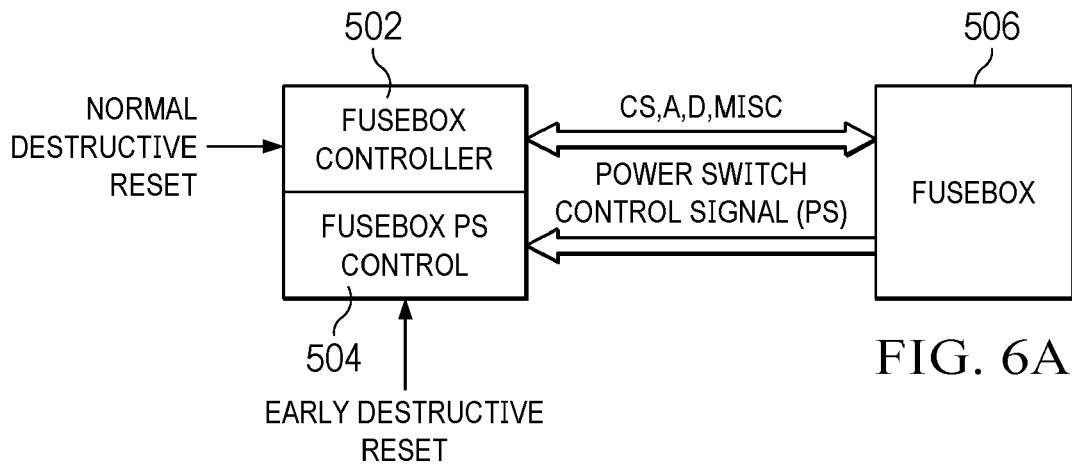 502
506
NORMAL
DESTRUCTIVE
RESET
FUSEBOX
CONTROLLER
CS,A,D,MISC
POWER SWITCH
CONTROL SIGNAL (PS)
FUSEBOX
FUSEBOX PS
CONTROL
504
FIG. 6A
EARLY DESTRUCTIVE
RESET